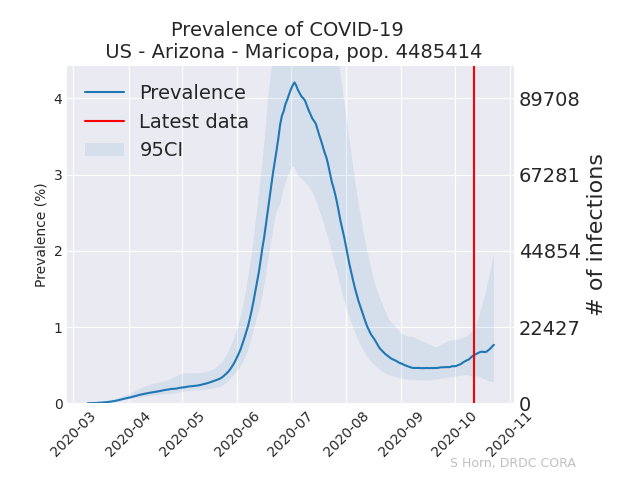 Prevalence of COVID-19
US - Arizona - Maricopa, pop. 4485414
Prevalence
Latest data
95CI
4
3
2
1
0
Prevalence (%)
89708
67281
44854
22427
0
# of infections
2020-03
2020-04
2020-05
2020-06
2020-07
2020-08
2020-09
2020-10
2020-11
S Horn, DRDC CORA